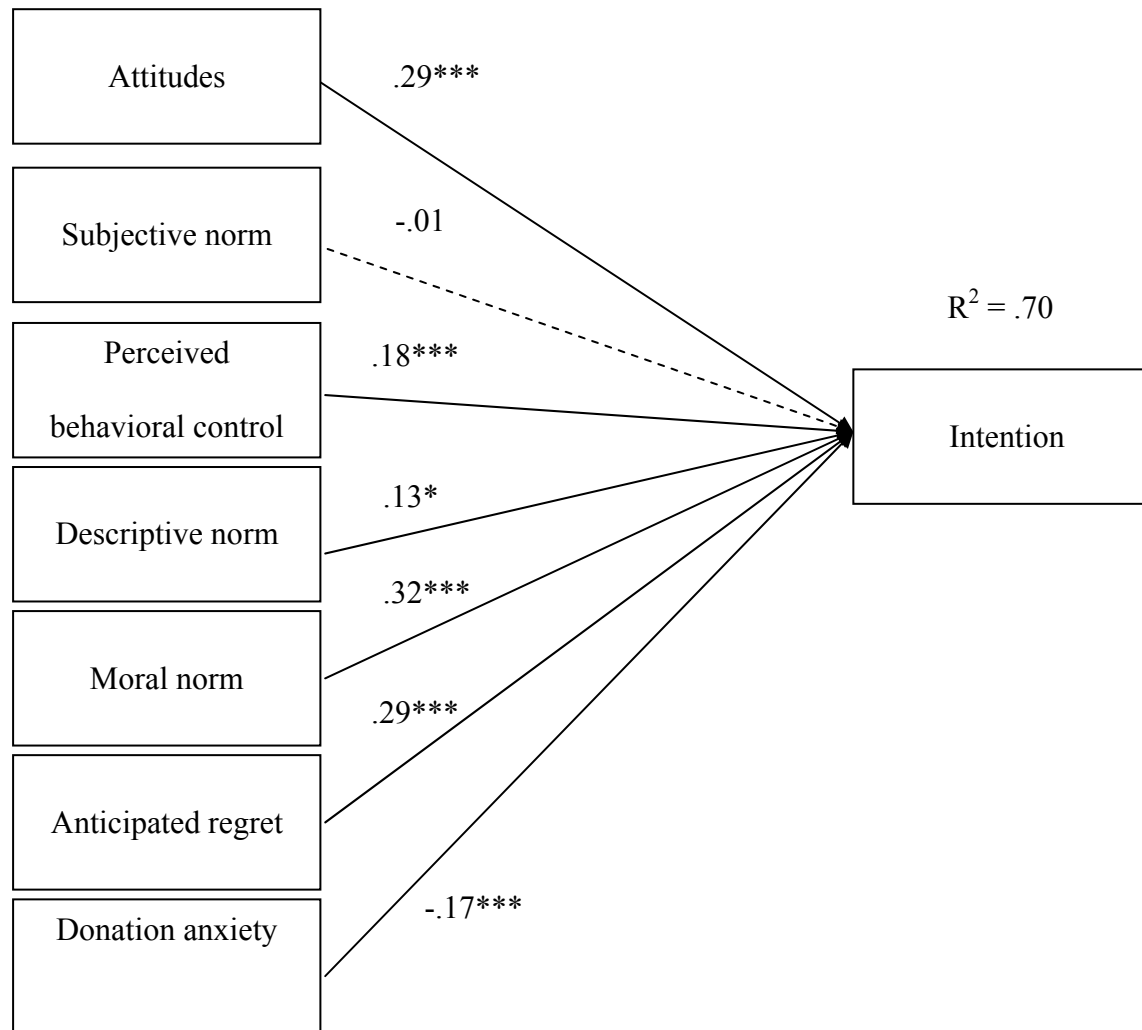 Attitudes
.29***
Subjective norm
-.01
R² = .70
Perceived
behavioral control
.18***
Intention
Descriptive norm
.13*
Moral norm
.32***
Anticipated regret
.29***
Donation anxiety
-.17***